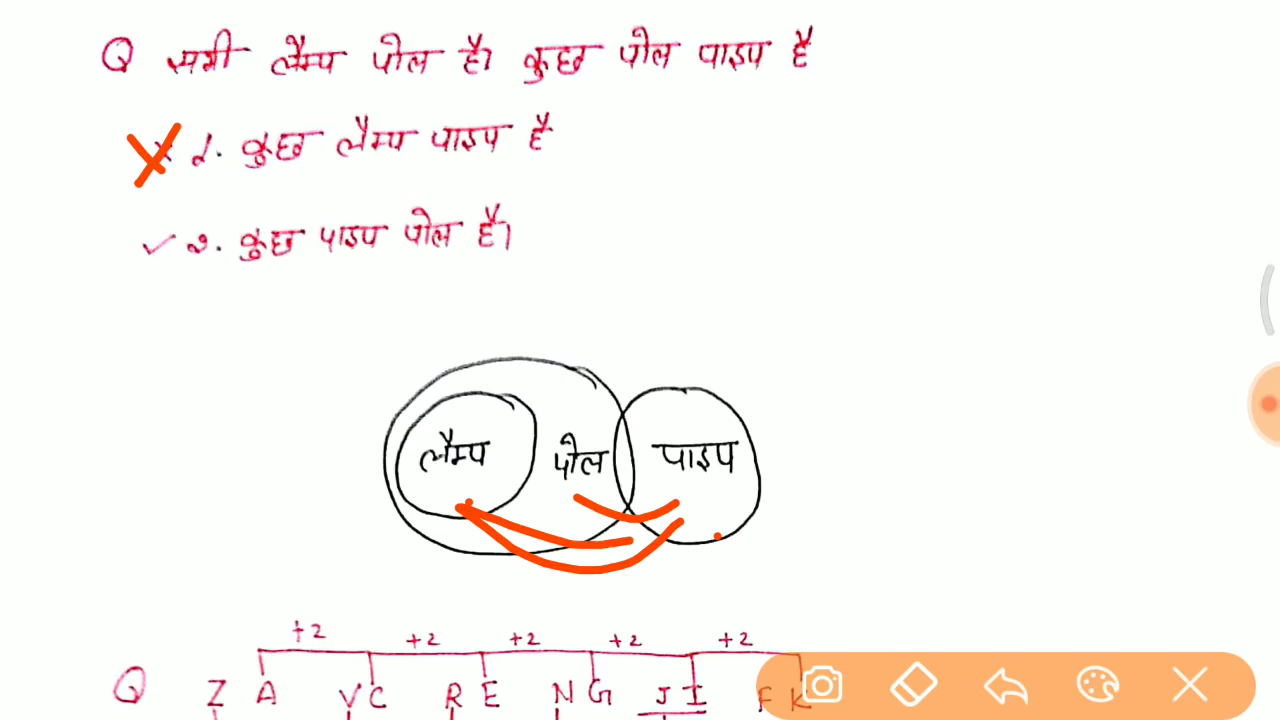 Q सभी लैम्प पोल है। कुछ पोल पाइप है
× 1. कुछ लैम्प पाइप है
✓ 2. कुछ पाइप पोल है।
लैम्प पोल पाइप
+2 +2 +2 +2 +2
Q Z A V C R E N G J I F K